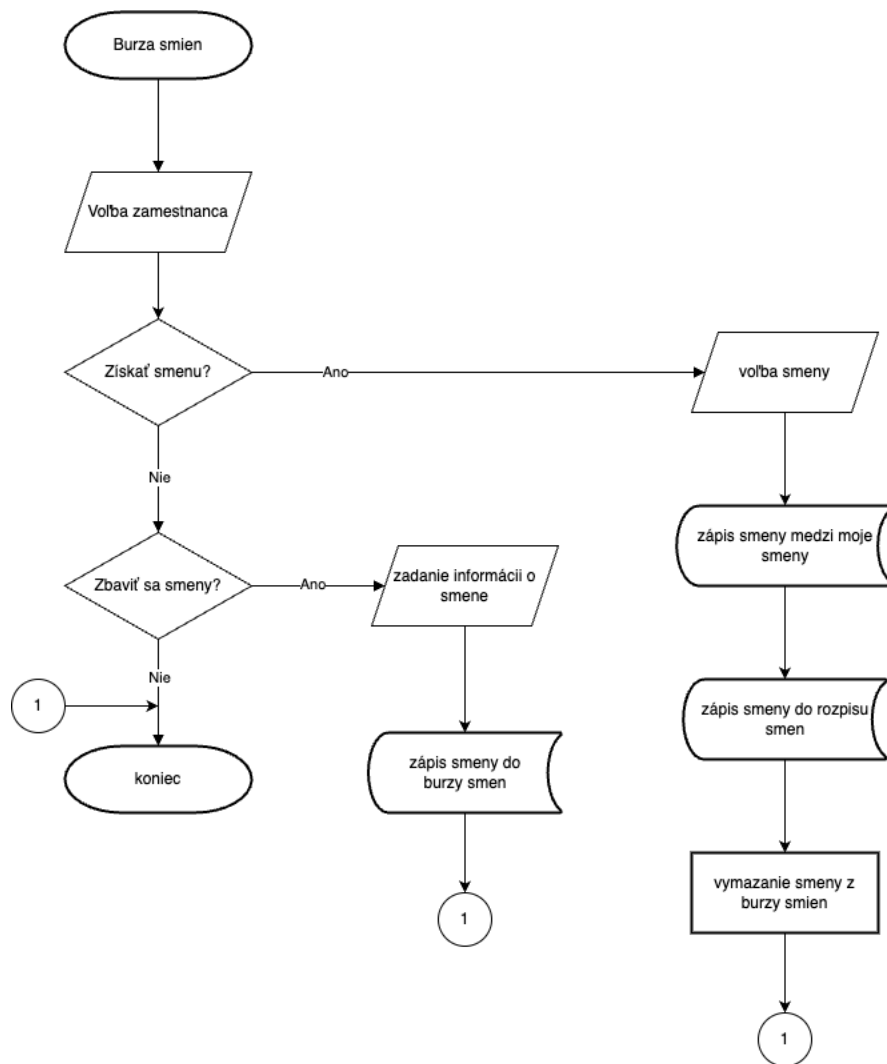 Burza smien
Voľba zamestnanca
Získať smenu?
Ano
voľba smeny
Nie
zápis smeny medzi moje
smeny
Zbaviť sa smeny?
Ano
zadanie informácii o
smene
Nie
1
zápis smeny do rozpisu
smen
koniec
zápis smeny do
burzy smen
vymazanie smeny z
burzy smien
1
1